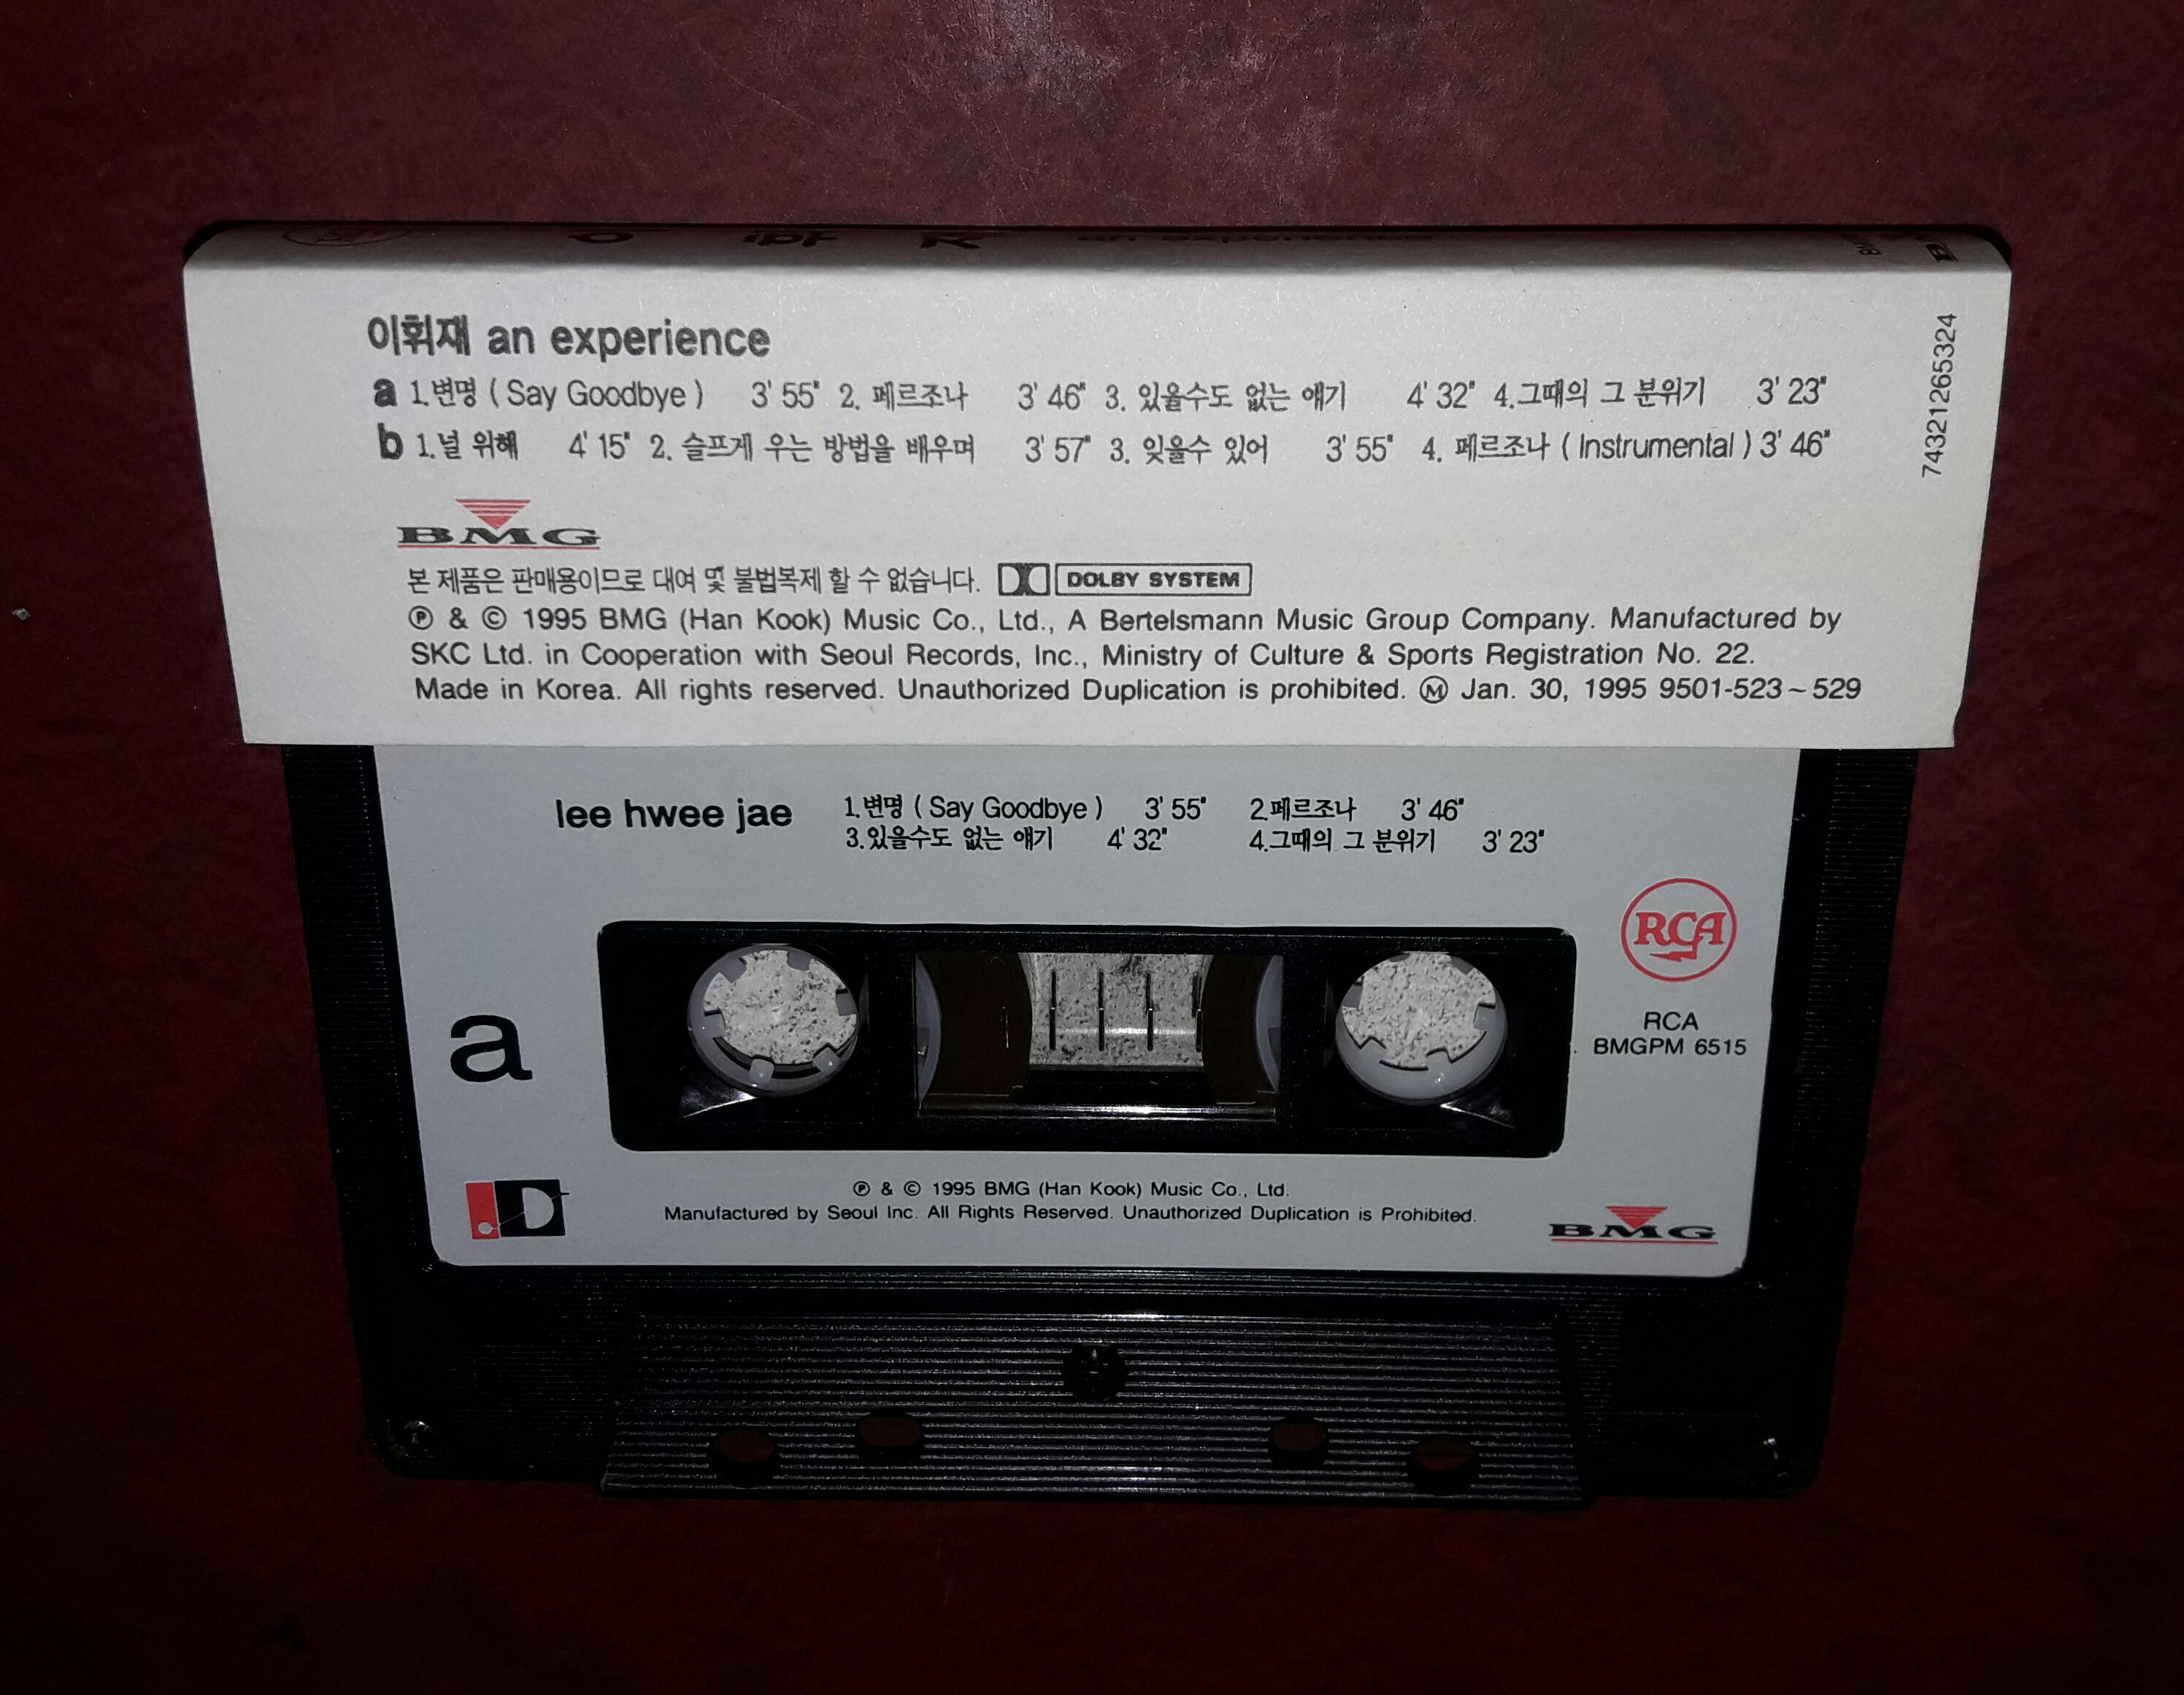 an experience
이휘재 an experience
a 1.변명 ( Say Goodbye ) 3' 55" 2. 페르조나 3' 46" 3. 있을수도 없는 얘기 4' 32" 4.그때의 그 분위기 3' 23"
b 1.널 위해 4' 15" 2. 슬프게 우는 방법을 배우며 3' 57" 3. 잊을수 있어 3' 55" 4. 페르조나 ( Instrumental ) 3' 46"
74321265324
BMG
본 제품은 판매용이므로 대여 및 불법복제 할 수 없습니다. DOLBY SYSTEM
℗ & © 1995 BMG (Han Kook) Music Co., Ltd., A Bertelsmann Music Group Company. Manufactured by
SKC Ltd. in Cooperation with Seoul Records, Inc., Ministry of Culture & Sports Registration No. 22.
Made in Korea. All rights reserved. Unauthorized Duplication is prohibited. Ⓜ Jan. 30, 1995 9501-523~529
lee hwee jae
1.변명 ( Say Goodbye ) 3' 55" 2.페르조나 3' 46"
3.있을수도 없는 얘기 4' 32" 4.그때의 그 분위기 3' 23"
RCA
RCA
BMGPM 6515
a
ID
℗ & © 1995 BMG (Han Kook) Music Co., Ltd.
Manufactured by Seoul Inc. All Rights Reserved. Unauthorized Duplication is Prohibited.
BMG